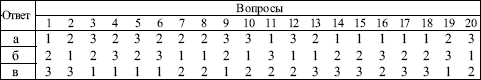 Ответ Вопросы
1 2 3 4 5 6 7 8 9 10 11 12 13 14 15 16 17 18 19 20
а 1 2 3 2 3 2 2 2 3 3 1 3 2 1 1 1 1 1 2 3
б 2 1 2 3 2 3 1 1 2 1 3 1 1 2 2 3 2 2 3 1
в 3 3 1 1 1 1 2 2 1 2 2 2 3 3 3 2 3 3 1 2